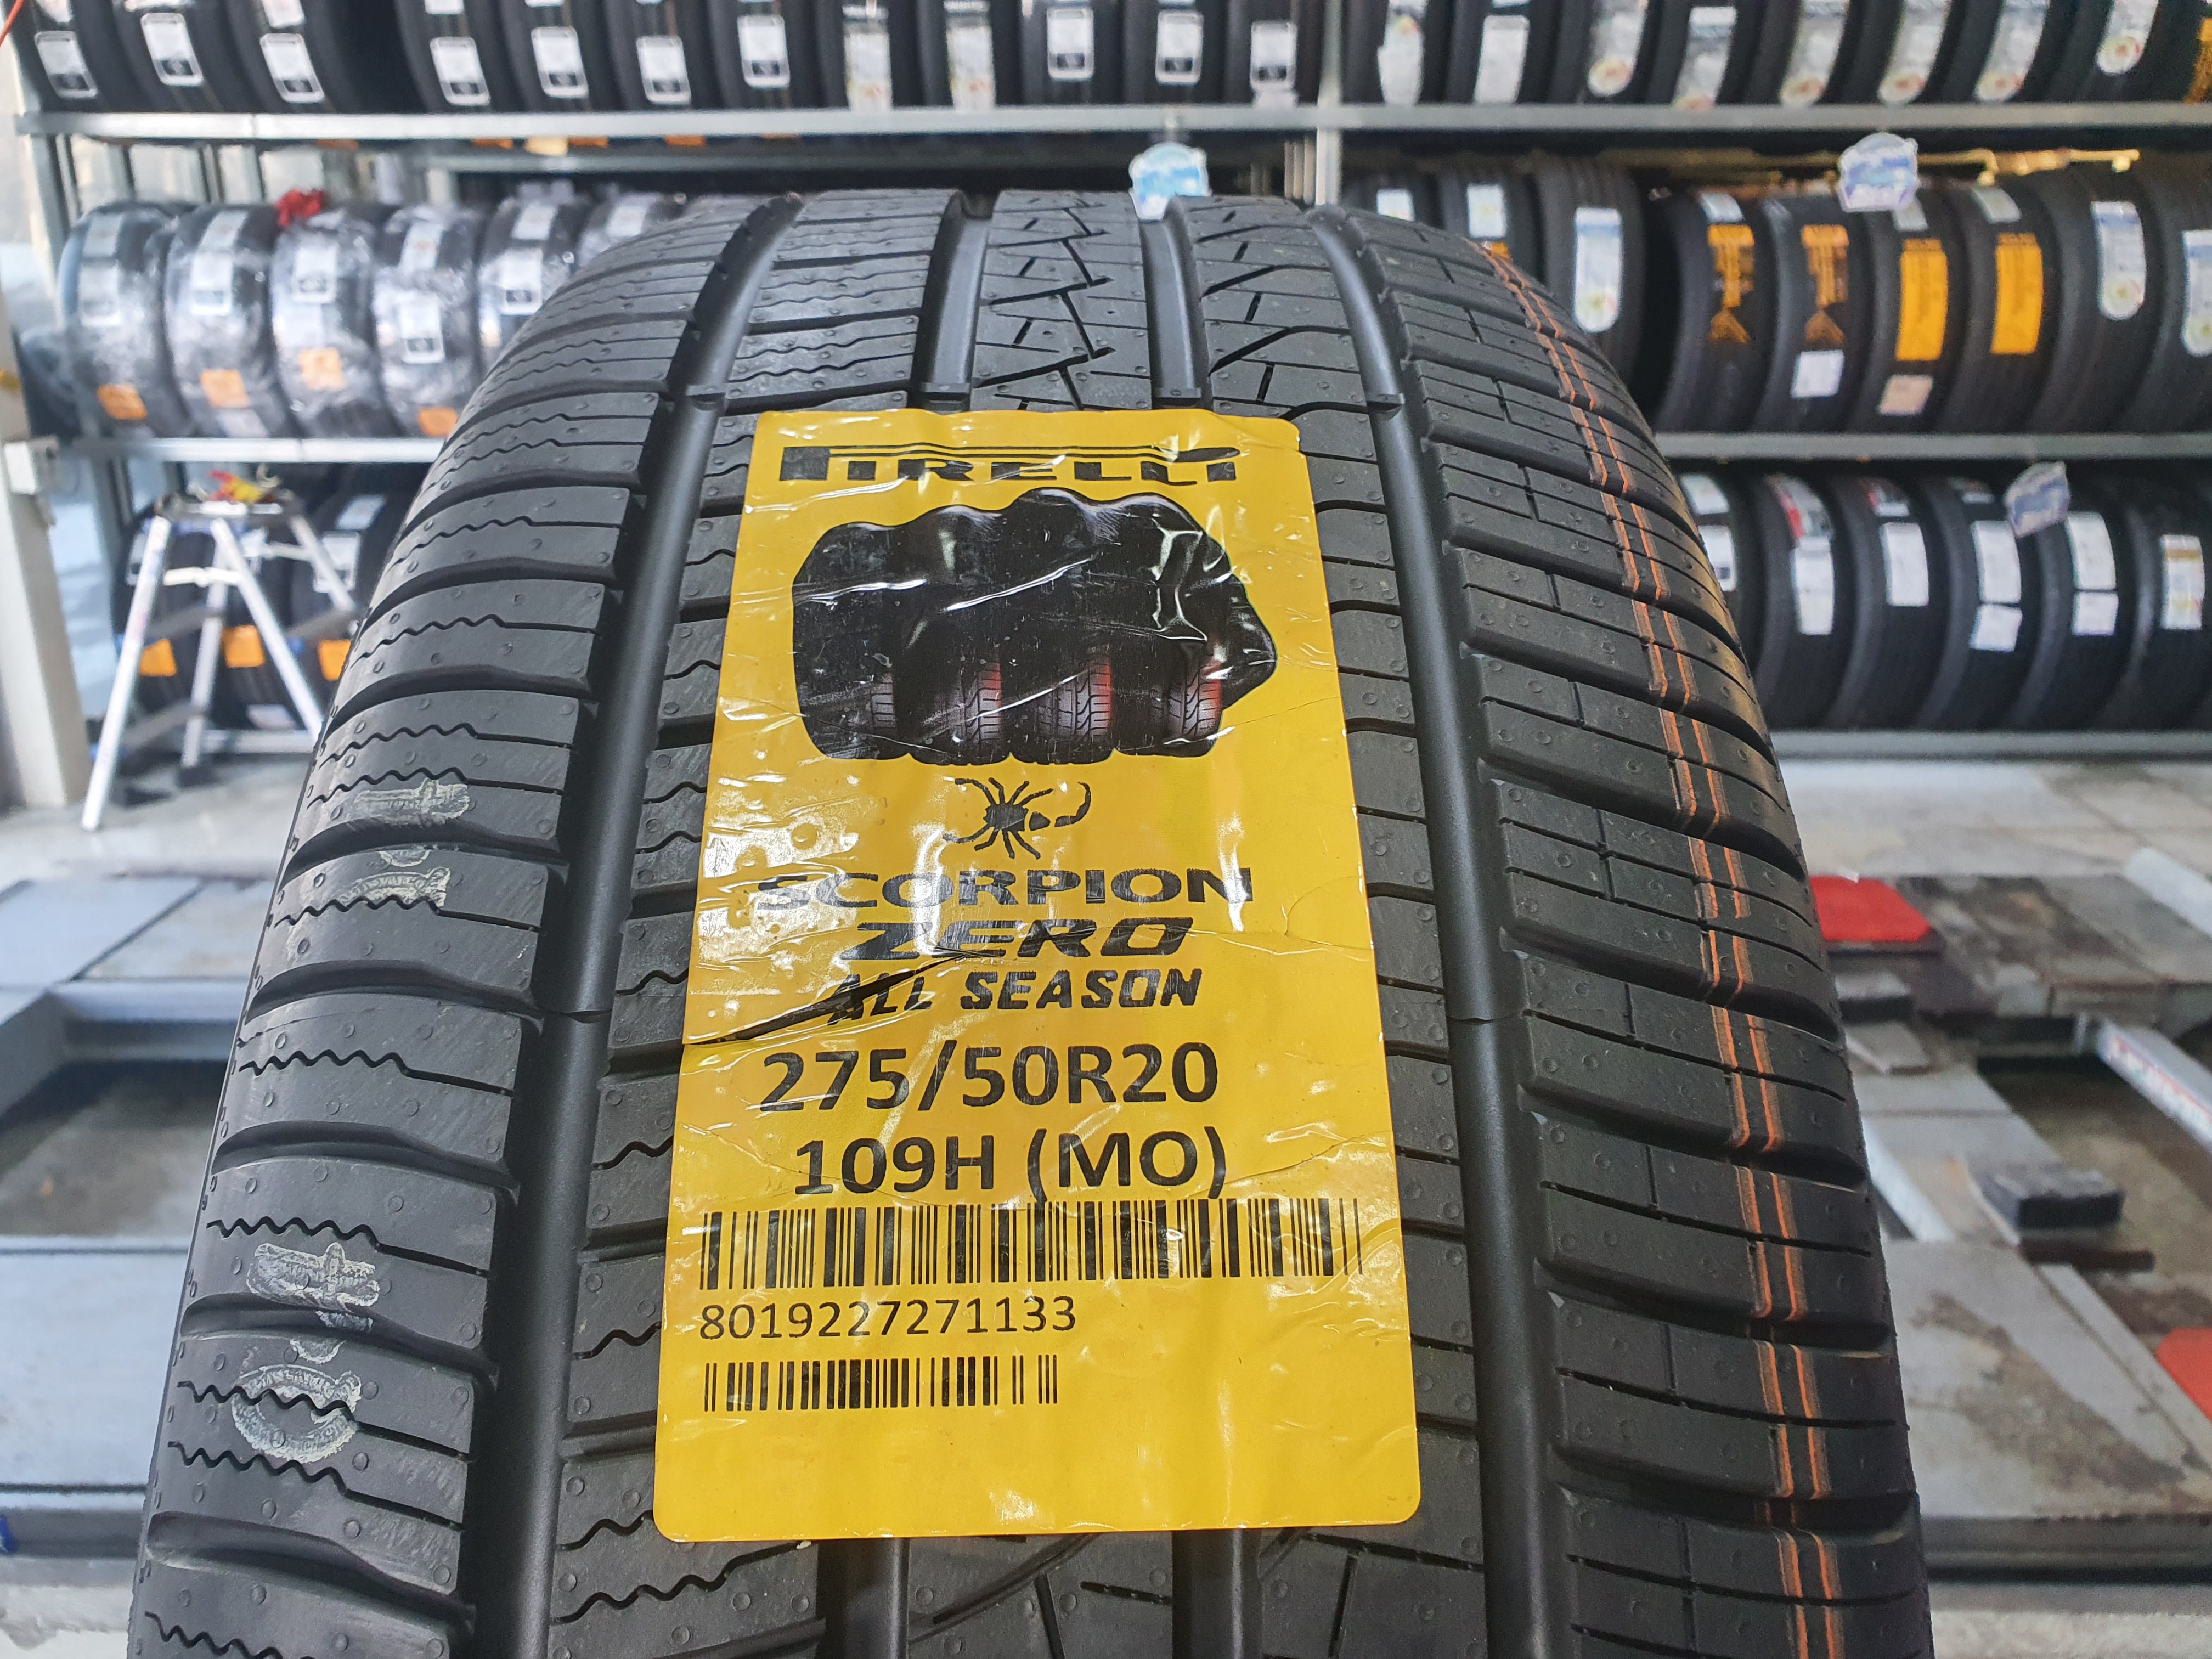 PIRELLI
SCORPION
ZERO
ALL SEASON
275/50R20
109H (MO)
8019227271133